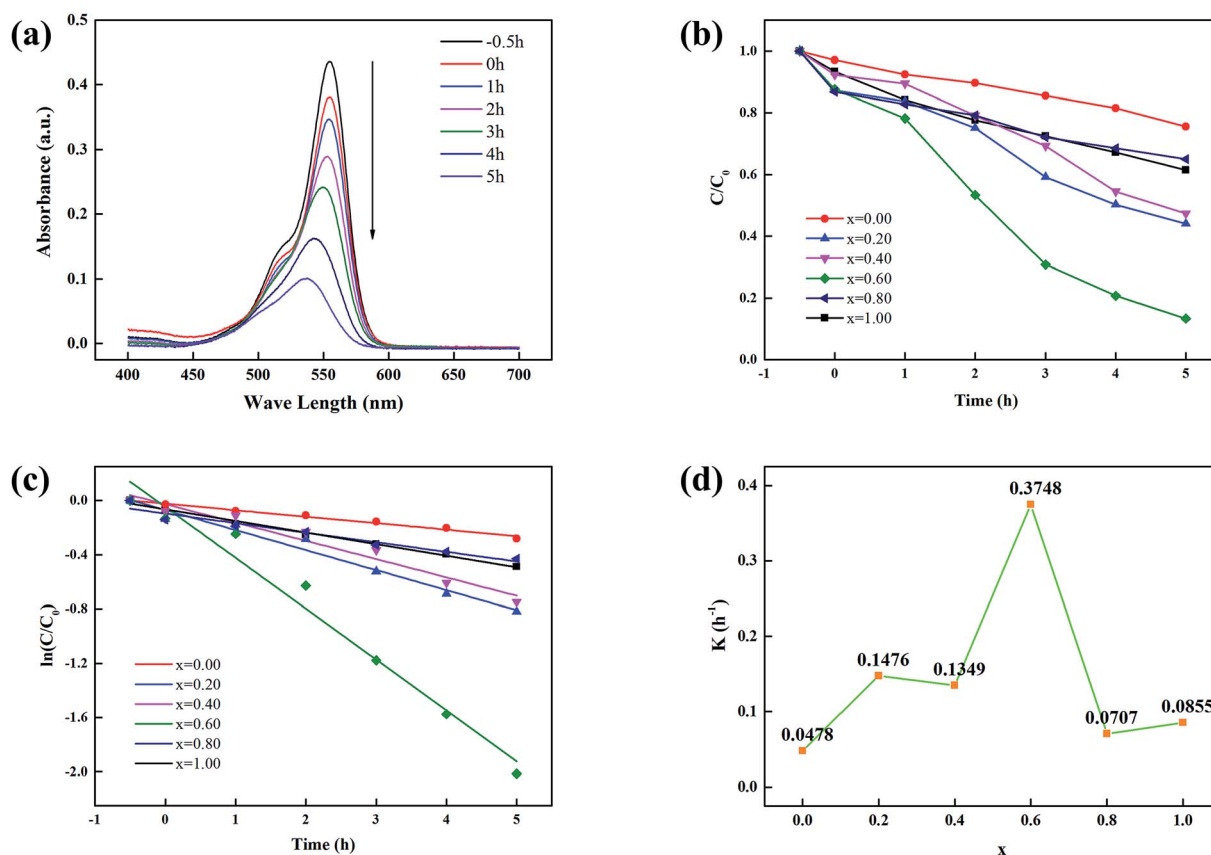 (a)
0.5
0.4
0.3
0.2
0.1
0.0
Absorbance (a.u.)
-0.5h
0h
1h
2h
3h
4h
5h
400 450 500 550 600 650 700
Wave Length (nm)
(b)
1.0
0.8
0.6
0.4
0.2
0.0
C/C0
x=0.00
x=0.20
x=0.40
x=0.60
x=0.80
x=1.00
-1 0 1 2 3 4 5
Time (h)
(c)
0.0
-0.4
-0.8
-1.2
-1.6
-2.0
ln(C/C0)
x=0.00
x=0.20
x=0.40
x=0.60
x=0.80
x=1.00
-1 0 1 2 3 4 5
Time (h)
(d)
0.4
0.3
0.2
0.1
0.0
K (h-1)
0.0478
0.1476
0.1349
0.3748
0.0707
0.0855
0.0 0.2 0.4 0.6 0.8 1.0
x